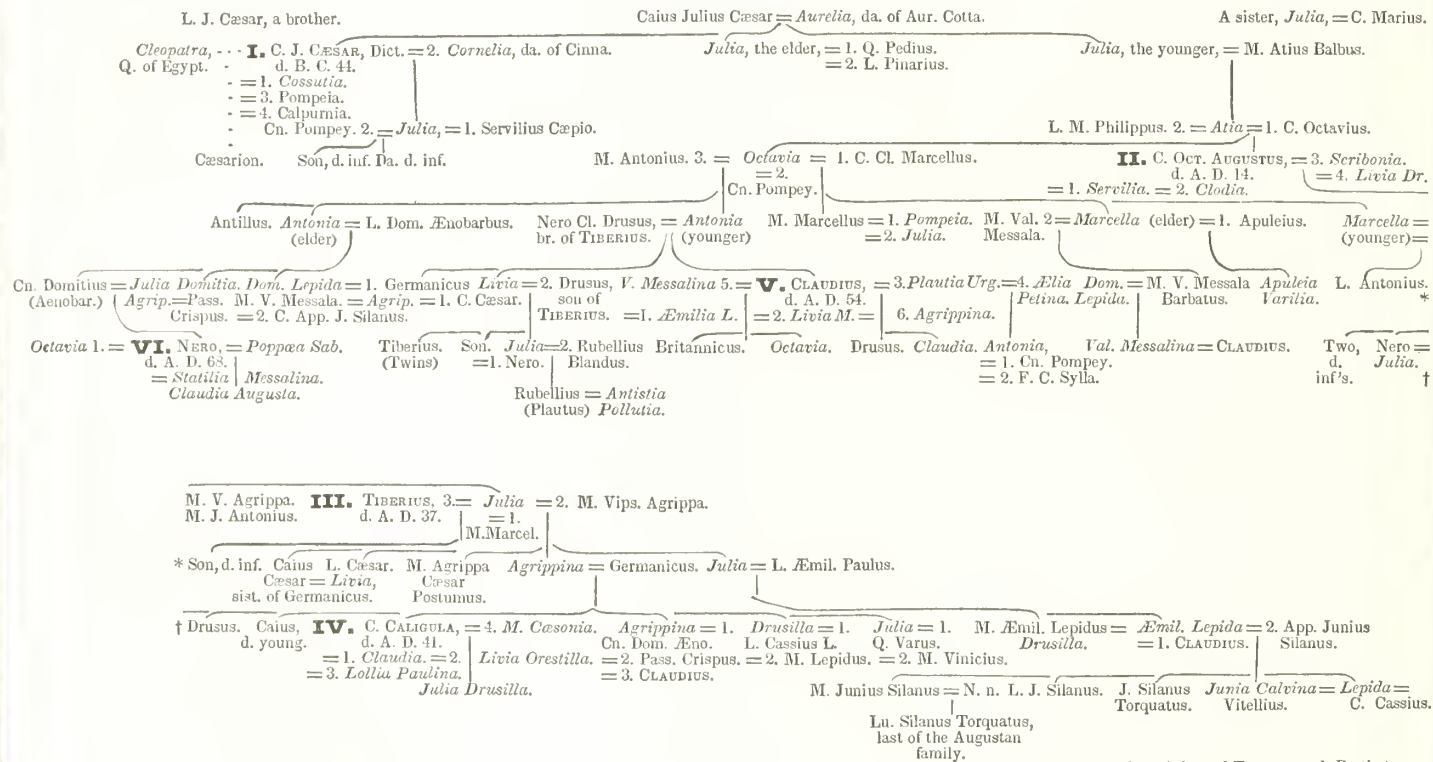 L. J. Cæsar, a brother. Caius Julius Cæsar = Aurelia, da. of Aur. Cotta. A sister, Julia, = C. Marius.
Cleopatra, - - - I. C. J. CÆSAR, Dict. = 2. Cornelia, da. of Cinna. Julia, the elder, = 1. Q. Pedius. Julia, the younger, = M. Atius Balbus.
Q. of Egypt. - d. B. C. 44. = 2. L. Pinarius.
- = 1. Cossutia.
- = 3. Pompeia.
- = 4. Calpurnia.
- Cn. Pompey. 2. = Julia, = 1. Servilius Cæpio. L. M. Philippus. 2. = Atia = 1. C. Octavius.
Cæsarion. Son, d. inf. Da. d. inf. M. Antonius. 3. = Octavia = 1. C. Cl. Marcellus. II. C. OCT. AUGUSTUS, = 3. Scribonia.
= 2. d. A. D. 14. = 4. Livia Dr.
Cn. Pompey. = 1. Servilia. = 2. Clodia.
Antillus. Antonia = L. Dom. Ænobarbus. Nero Cl. Drusus, = Antonia M. Marcellus = 1. Pompeia. M. Val. 2 = Marcella (elder) = 1. Apuleius. Marcella =
(elder) br. of TIBERIUS. (younger) = 2. Julia. Messala. (younger) =
Cn. Domitius = Julia Domitia. Dom. Lepida = 1. Germanicus Livia = 2. Drusus, V. Messalina 5. = V. CLAUDIUS, = 3. Plautia Urg. = 4. Ælia Dom. = M. V. Messala Apuleia L. Antonius.
(Aenobar.) Agrip. = Pass. M. V. Messala. = Agrip. = 1. C. Cæsar. son of d. A. D. 54. Petina. Lepida. Barbatus. Varilia. *
Crispus. = 2. C. App. J. Silanus. TIBERIUS. = 1. Æmilia L. = 2. Livia M. = 6. Agrippina.
Octavia 1. = VI. NERO, = Poppæa Sab. Tiberius. Son. Julia = 2. Rubellius Britannicus. Octavia. Drusus. Claudia. Antonia, Val. Messalina = CLAUDIUS. Two, Nero =
d. A. D. 68. (Twins) = 1. Nero. Blandus. = 1. Cn. Pompey. d. Julia.
= Statilia Messalina. = 2. F. C. Sylla. inf's. †
Claudia Augusta. Rubellius = Antistia
(Plautus) Pollutia.
M. V. Agrippa. III. TIBERIUS, 3. = Julia = 2. M. Vips. Agrippa.
M. J. Antonius. d. A. D. 37. = 1.
M. Marcel.
* Son, d. inf. Caius L. Cæsar. M. Agrippa Agrippina = Germanicus. Julia = L. Æmil. Paulus.
Cæsar = Livia, Cæsar
sist. of Germanicus. Postumus.
† Drusus. Caius, IV. C. CALIGULA, = 4. M. Cæsonia. Agrippina = 1. Drusilla = 1. Julia = 1. M. Æmil. Lepidus = Æmil. Lepida = 2. App. Junius
d. young. d. A. D. 41. Cn. Dom. Æno. L. Cassius L. Q. Varus. Drusilla. = 1. CLAUDIUS. Silanus.
= 1. Claudia. = 2. Livia Orestilla. = 2. Pass. Crispus. = 2. M. Lepidus. = 2. M. Vinicius.
= 3. Lollia Paulina. = 3. CLAUDIUS.
Julia Drusilla. M. Junius Silanus = N. n. L. J. Silanus. J. Silanus Junia Calvina = Lepida =
Torquatus. Vitellius. C. Cassius.
Lu. Silanus Torquatus,
last of the Augustan
family.